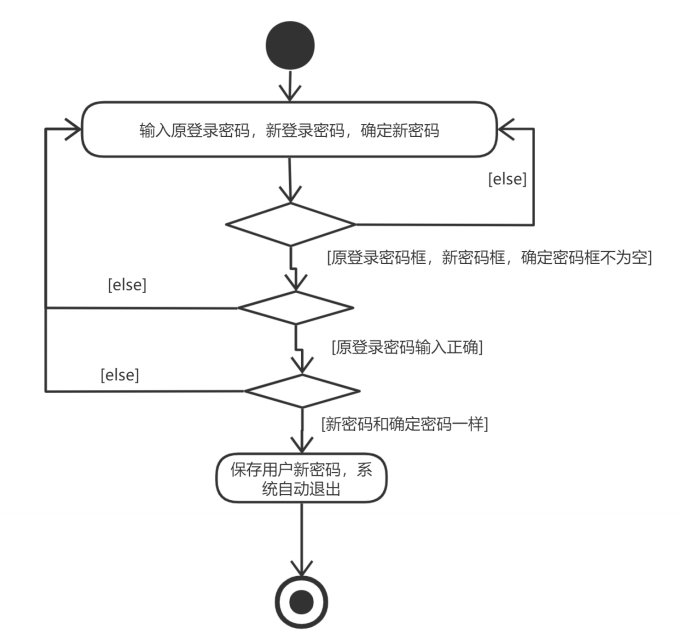 输入原登录密码，新登录密码，确定新密码
[else]
[原登录密码框，新密码框，确定密码框不为空]
[else]
[原登录密码输入正确]
[else]
[新密码和确定密码一样]
保存用户新密码，系
统自动退出